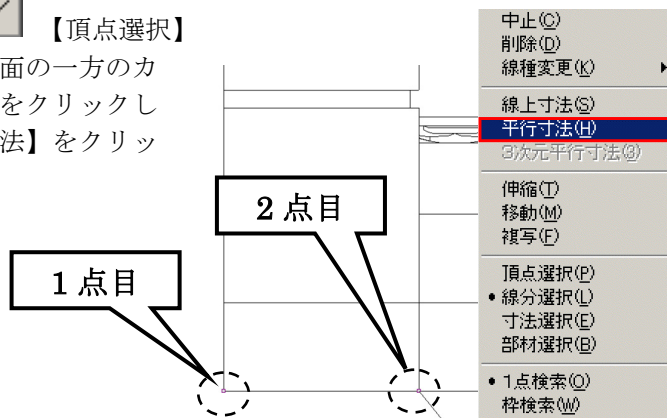 【頂点選択】
面の一方のカ
をクリックし
法】をクリッ
2点目
1点目
中止(C)
削除(D)
線種変更(K)
線上寸法(S)
平行寸法(H)
3次元平行寸法(3)
伸縮(T)
移動(M)
複写(F)
頂点選択(P)
•線分選択(L)
寸法選択(E)
部材選択(B)
•1点検索(O)
枠検索(W)